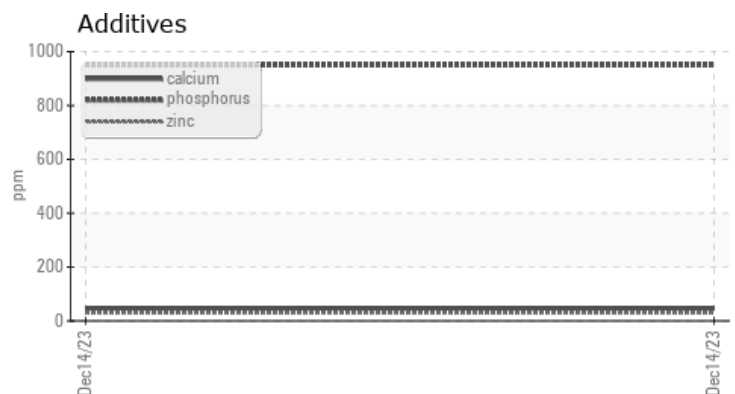 Additives
1000
calcium
phosphorus
zinc
800
600
400
200
0
ppm
Dec14/23
Dec14/23